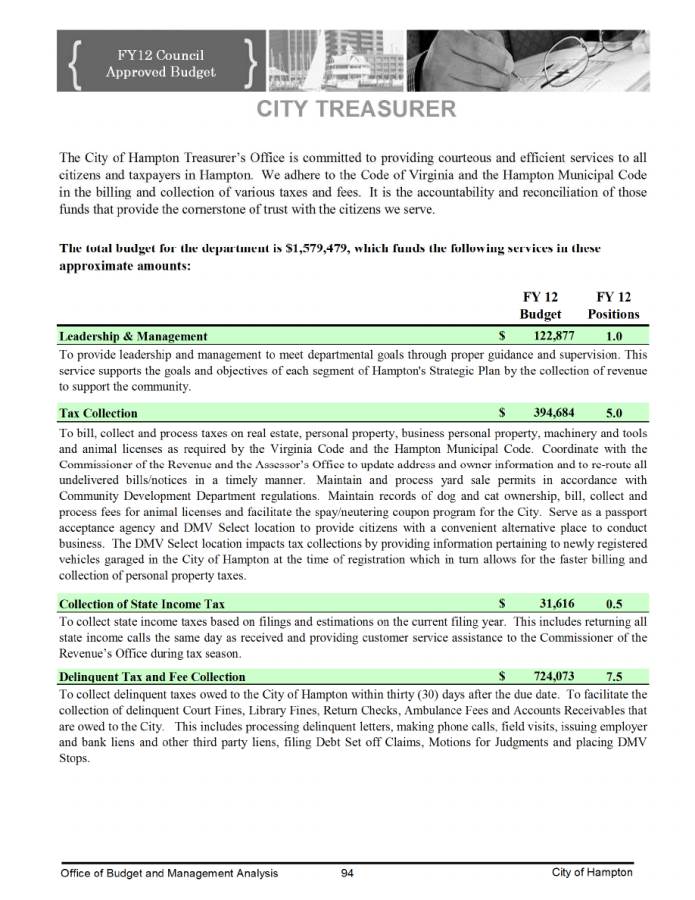 FY12 Council
Approved Budget
CITY TREASURER
The City of Hampton Treasurer's Office is committed to providing courteous and efficient services to all
citizens and taxpayers in Hampton. We adhere to the Code of Virginia and the Hampton Municipal Code
in the billing and collection of various taxes and fees. It is the accountability and reconciliation of those
funds that provide the cornerstone of trust with the citizens we serve.
The total budget for the department is $1,579,479, which funds the following services in these
approximate amounts:
FY 12 FY 12
Budget Positions
Leadership & Management $ 122,877 1.0
To provide leadership and management to meet departmental goals through proper guidance and supervision. This
service supports the goals and objectives of each segment of Hampton's Strategic Plan by the collection of revenue
to support the community.
Tax Collection $ 394,684 5.0
To bill, collect and process taxes on real estate, personal property, business personal property, machinery and tools
and animal licenses as required by the Virginia Code and the Hampton Municipal Code. Coordinate with the
Commissioner of the Revenue and the Assessor's Office to update address and owner information and to re-route all
undelivered bills/notices in a timely manner. Maintain and process yard sale permits in accordance with
Community Development Department regulations. Maintain records of dog and cat ownership, bill, collect and
process fees for animal licenses and facilitate the spay/neutering coupon program for the City. Serve as a passport
acceptance agency and DMV Select location to provide citizens with a convenient alternative place to conduct
business. The DMV Select location impacts tax collections by providing information pertaining to newly registered
vehicles garaged in the City of Hampton at the time of registration which in turn allows for the faster billing and
collection of personal property taxes.
Collection of State Income Tax $ 31,616 0.5
To collect state income taxes based on filings and estimations on the current filing year. This includes returning all
state income calls the same day as received and providing customer service assistance to the Commissioner of the
Revenue's Office during tax season.
Delinquent Tax and Fee Collection $ 724,073 7.5
To collect delinquent taxes owed to the City of Hampton within thirty (30) days after the due date. To facilitate the
collection of delinquent Court Fines, Library Fines, Return Checks, Ambulance Fees and Accounts Receivables that
are owed to the City. This includes processing delinquent letters, making phone calls, field visits, issuing employer
and bank liens and other third party liens, filing Debt Set off Claims, Motions for Judgments and placing DMV
Stops.
Office of Budget and Management Analysis 94 City of Hampton